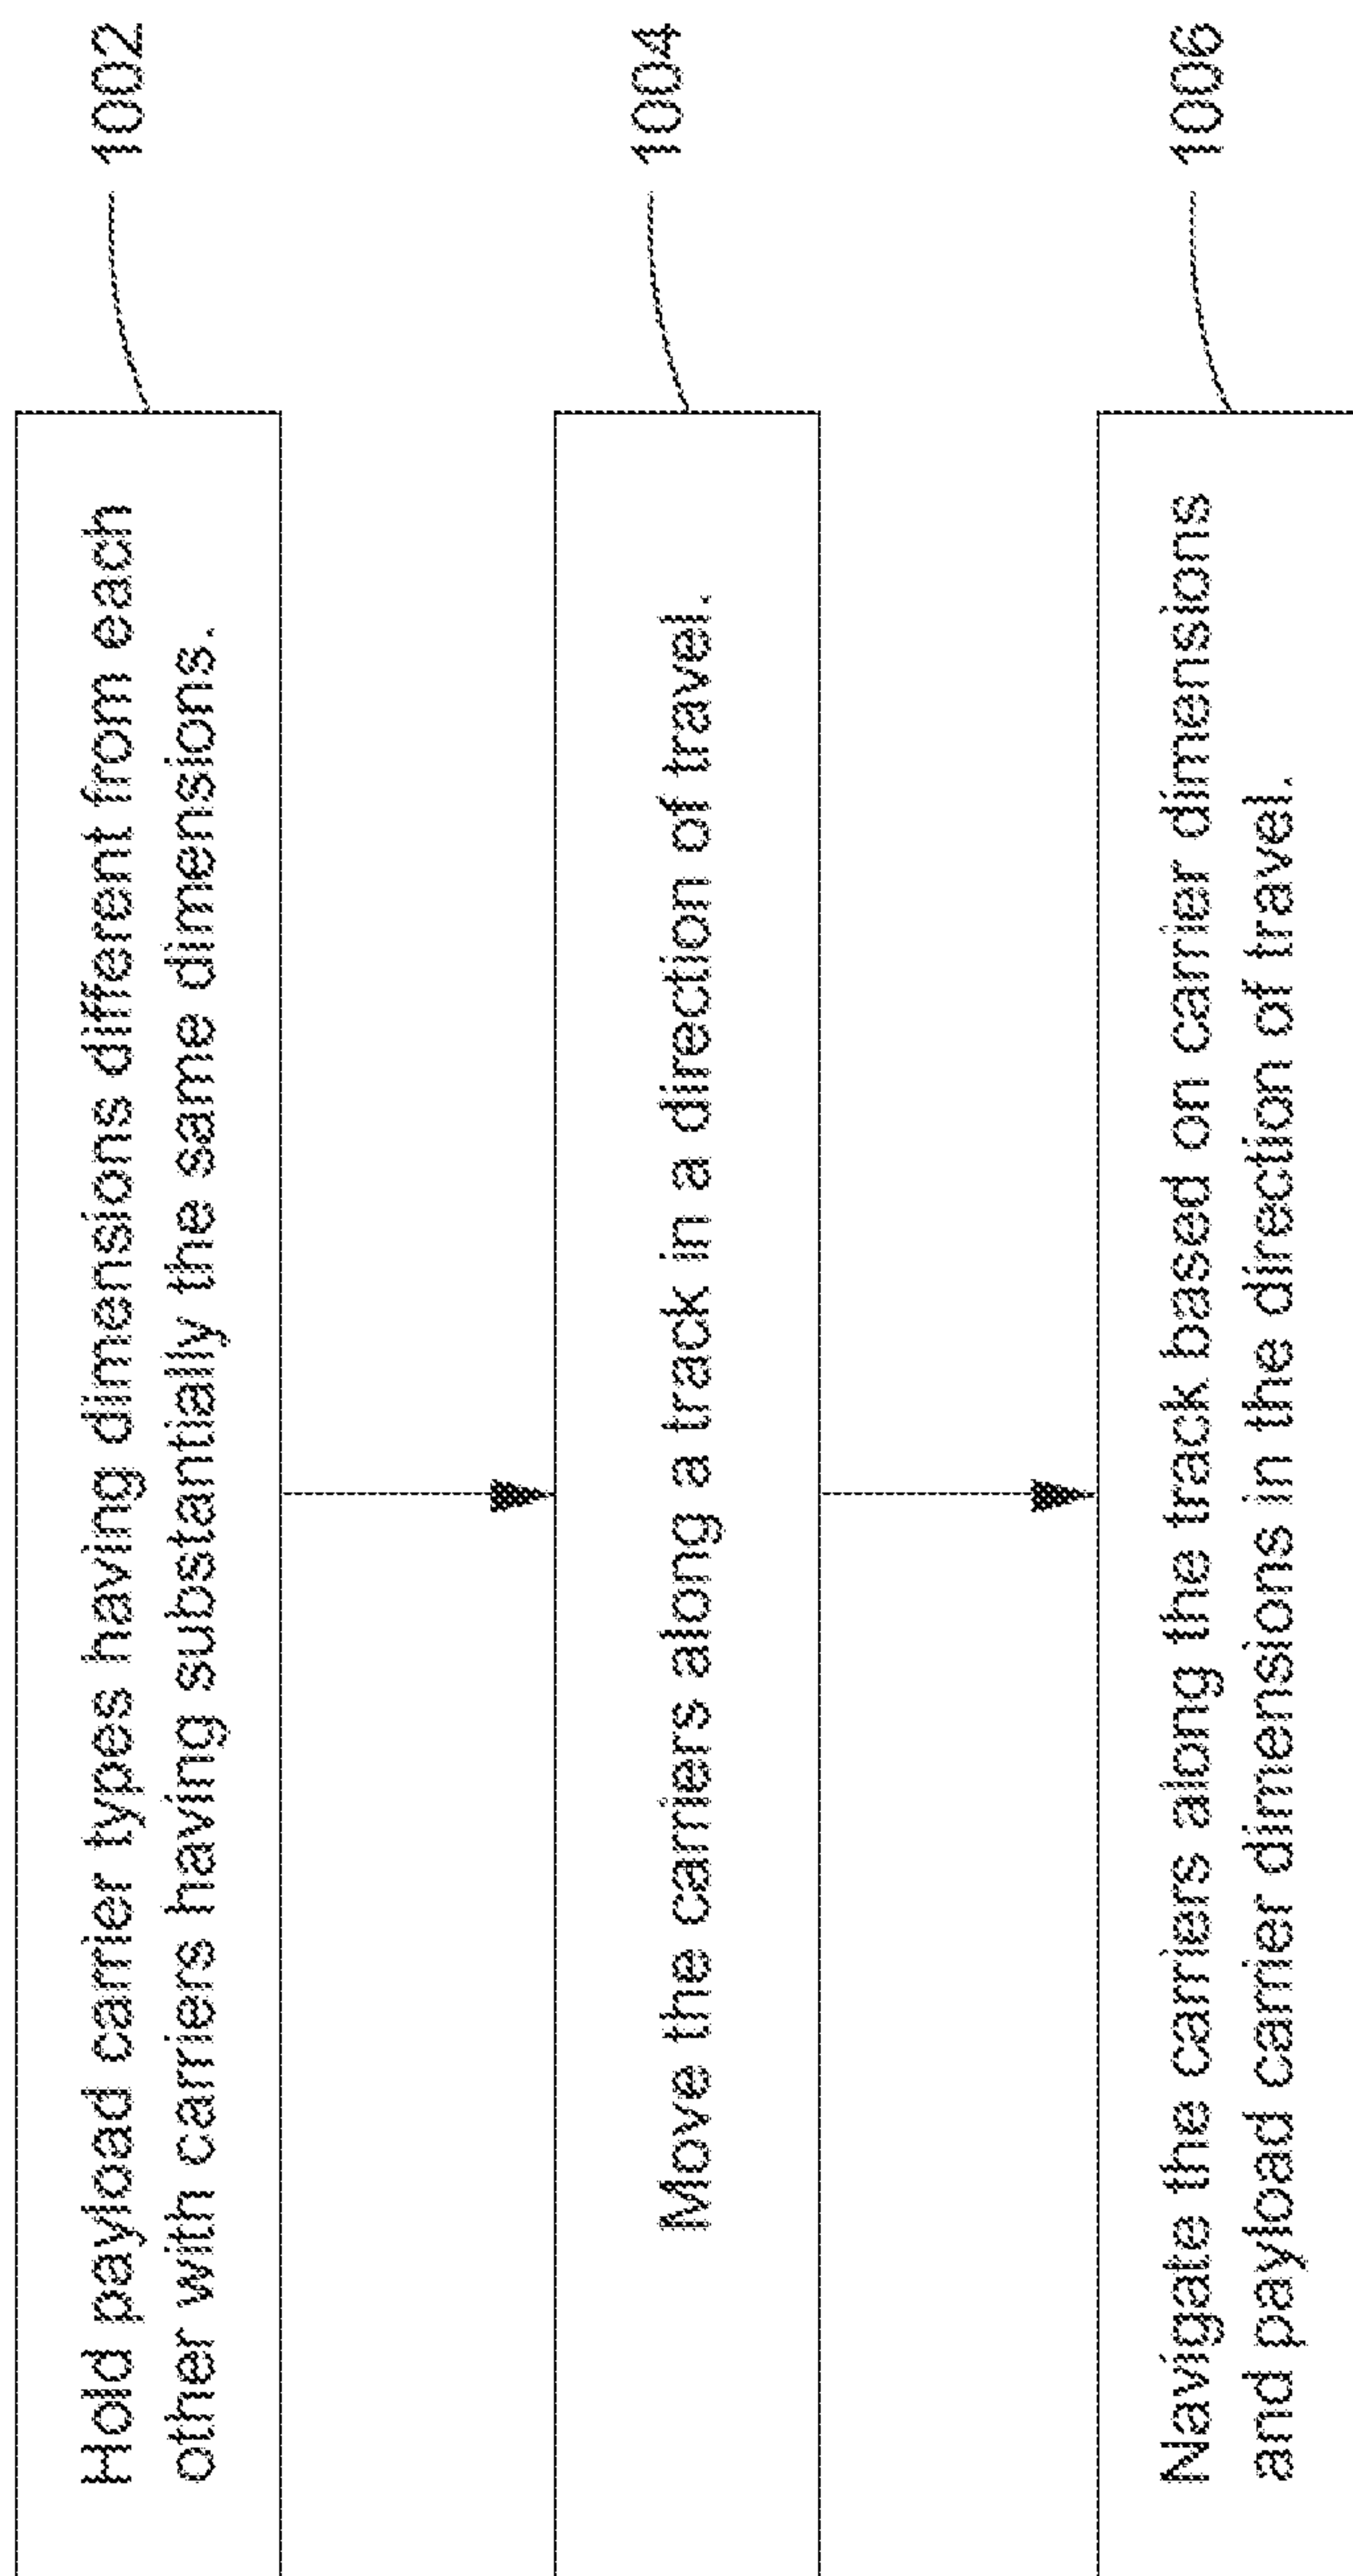 Hold payload carrier types having dimensions different from each
other with carriers having substantially the same dimensions.
1002
Move the carriers along a track in a direction of travel.
1004
Navigate the carriers along the track based on carrier dimensions
and payload carrier dimensions in the direction of travel.
1006